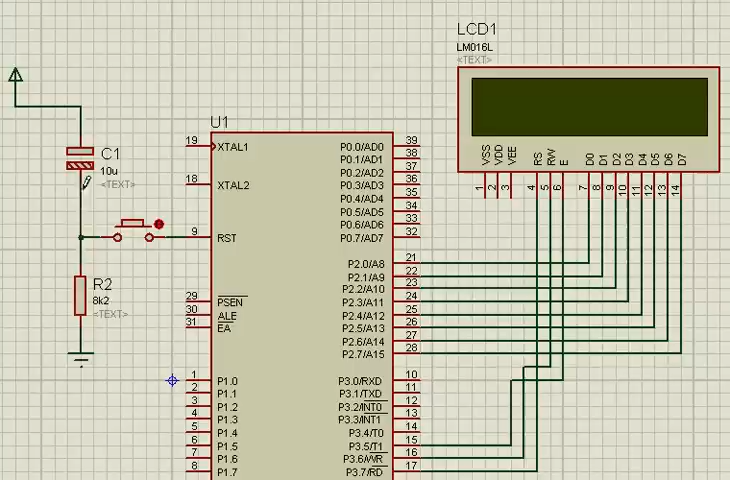 LCD1
LM016L
<TEXT>
VSS VDD VEE RS RW E D0 D1 D2 D3 D4 D5 D6 D7
1 2 3 4 5 6 7 8 9 10 11 12 13 14
C1
10u
<TEXT>
R2
8k2
<TEXT>
U1
19 XTAL1 P0.0/AD0 39
P0.1/AD1 38
P0.2/AD2 37
18 XTAL2 P0.3/AD3 36
P0.4/AD4 35
P0.5/AD5 34
P0.6/AD6 33
9 RST P0.7/AD7 32
P2.0/A8 21
P2.1/A9 22
P2.2/A10 23
29 PSEN P2.3/A11 24
30 ALE P2.4/A12 25
31 EA P2.5/A13 26
P2.6/A14 27
P2.7/A15 28
1 P1.0 P3.0/RXD 10
2 P1.1 P3.1/TXD 11
3 P1.2 P3.2/INT0 12
4 P1.3 P3.3/INT1 13
5 P1.4 P3.4/T0 14
6 P1.5 P3.5/T1 15
7 P1.6 P3.6/WR 16
8 P1.7 P3.7/RD 17